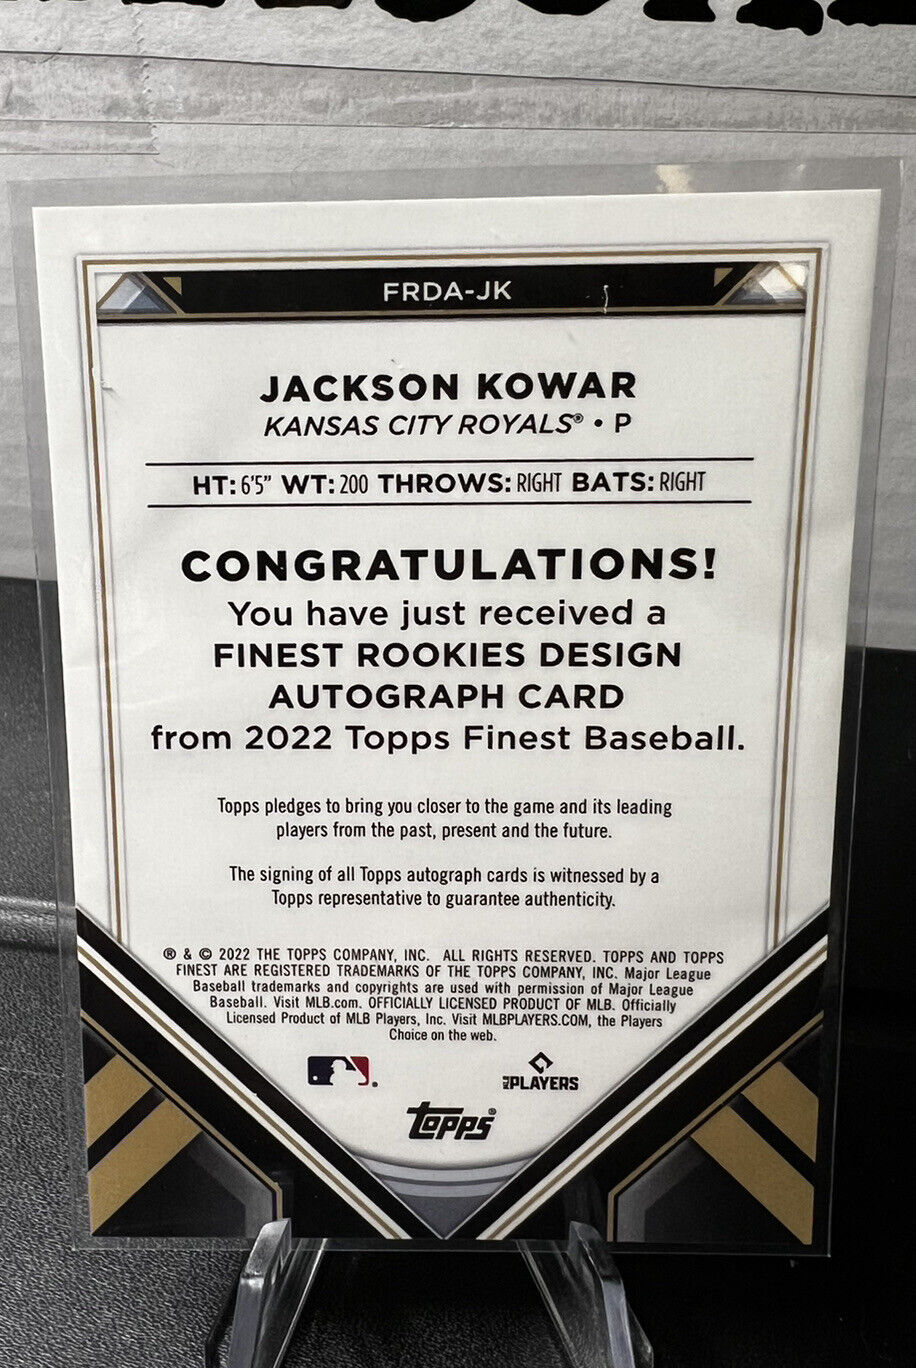 FRDA-JK
JACKSON KOWAR
KANSAS CITY ROYALS® • P
HT: 6'5" WT: 200 THROWS: RIGHT BATS: RIGHT
CONGRATULATIONS!
You have just received a
FINEST ROOKIES DESIGN
AUTOGRAPH CARD
from 2022 Topps Finest Baseball.
Topps pledges to bring you closer to the game and its leading
players from the past, present and the future.
The signing of all Topps autograph cards is witnessed by a
Topps representative to guarantee authenticity.
® & © 2022 THE TOPPS COMPANY, INC. ALL RIGHTS RESERVED. TOPPS AND TOPPS
FINEST ARE REGISTERED TRADEMARKS OF THE TOPPS COMPANY, INC. Major League
Baseball trademarks and copyrights are used with permission of Major League
Baseball. Visit MLB.com. OFFICIALLY LICENSED PRODUCT OF MLB. Officially
Licensed Product of MLB Players, Inc. Visit MLBPLAYERS.COM, the Players
Choice on the web.
MLB PLAYERS
topps®